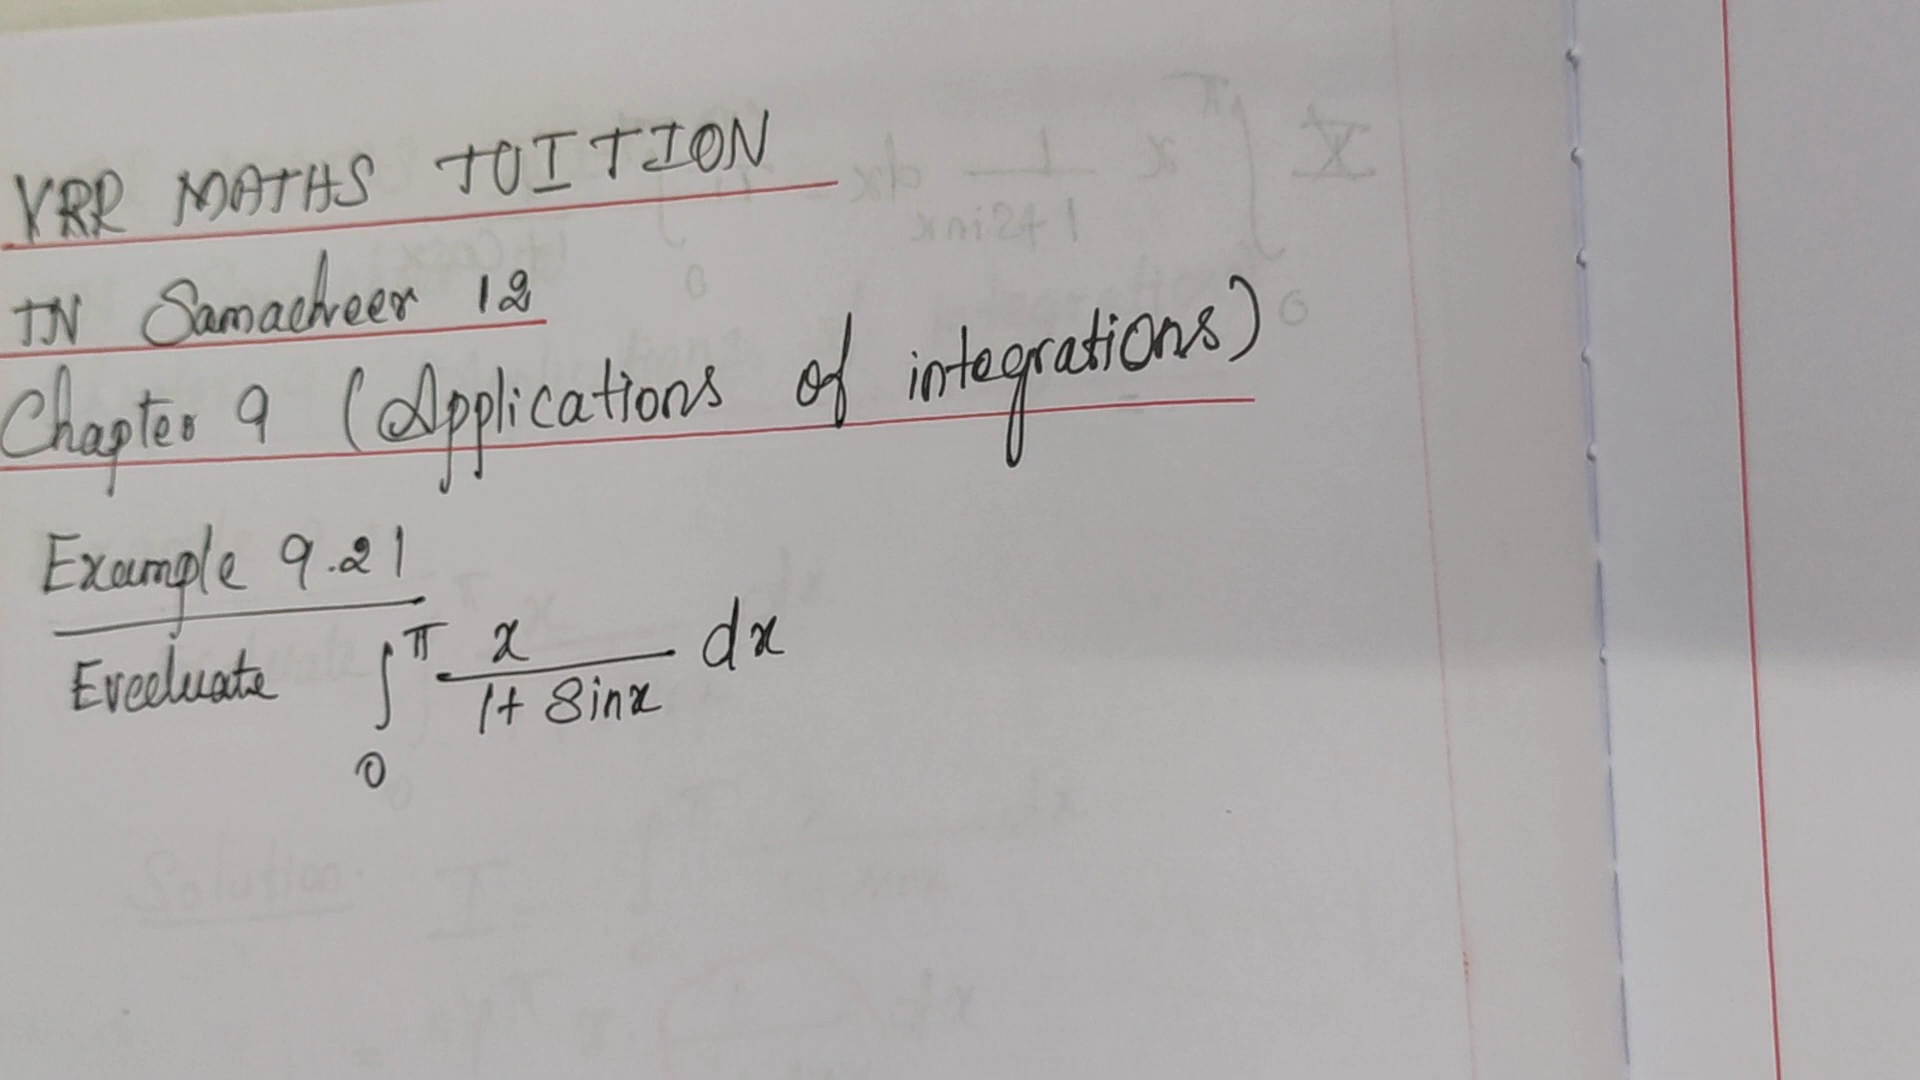 VRR MATHS TUITION
TN Samacheer 12
Chapter 9 (Applications of integrations)
Example 9.21
Evaluate ∫₀^π x/(1+Sinx) dx